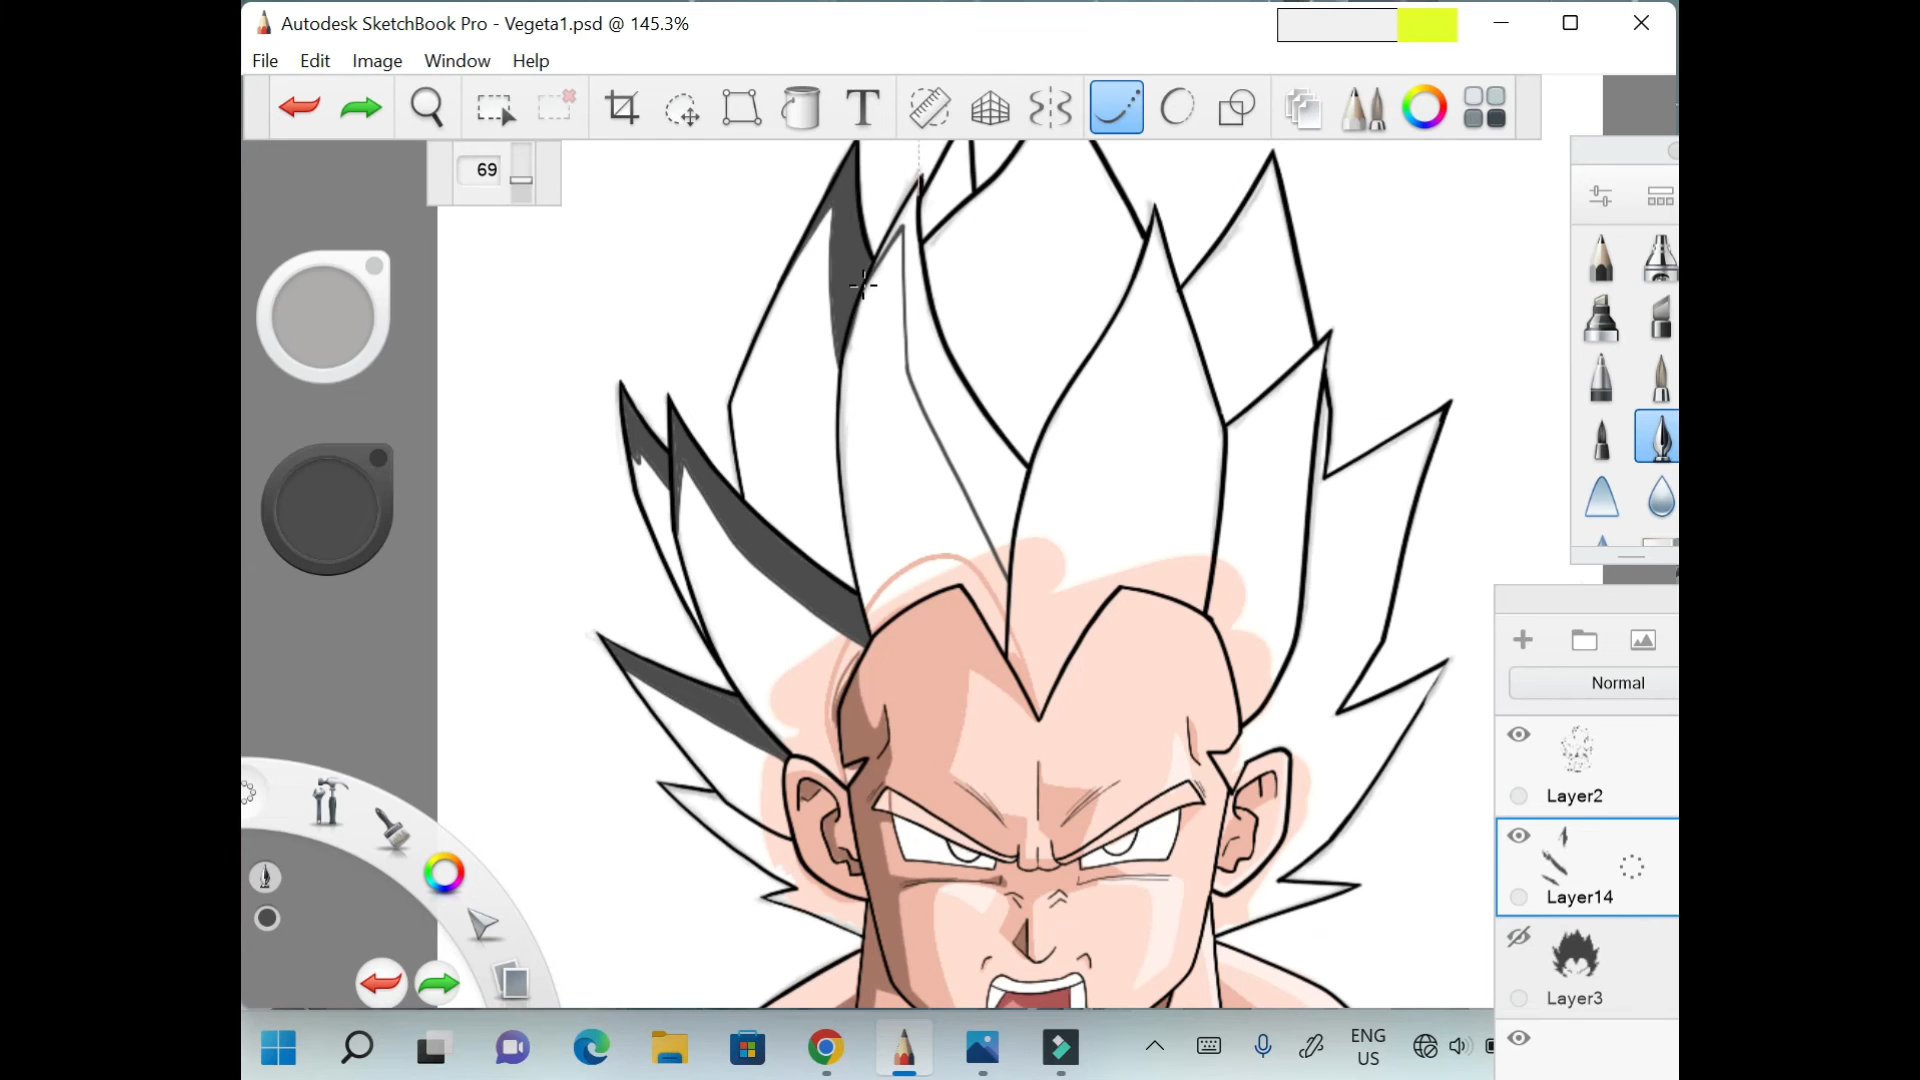 Autodesk SketchBook Pro - Vegeta1.psd @ 145.3%
File Edit Image Window Help
T
69
Normal
Layer2
Layer14
Layer3
ENG
US